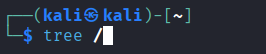 ┌──(kali㉿kali)-[~]
└─$ tree /